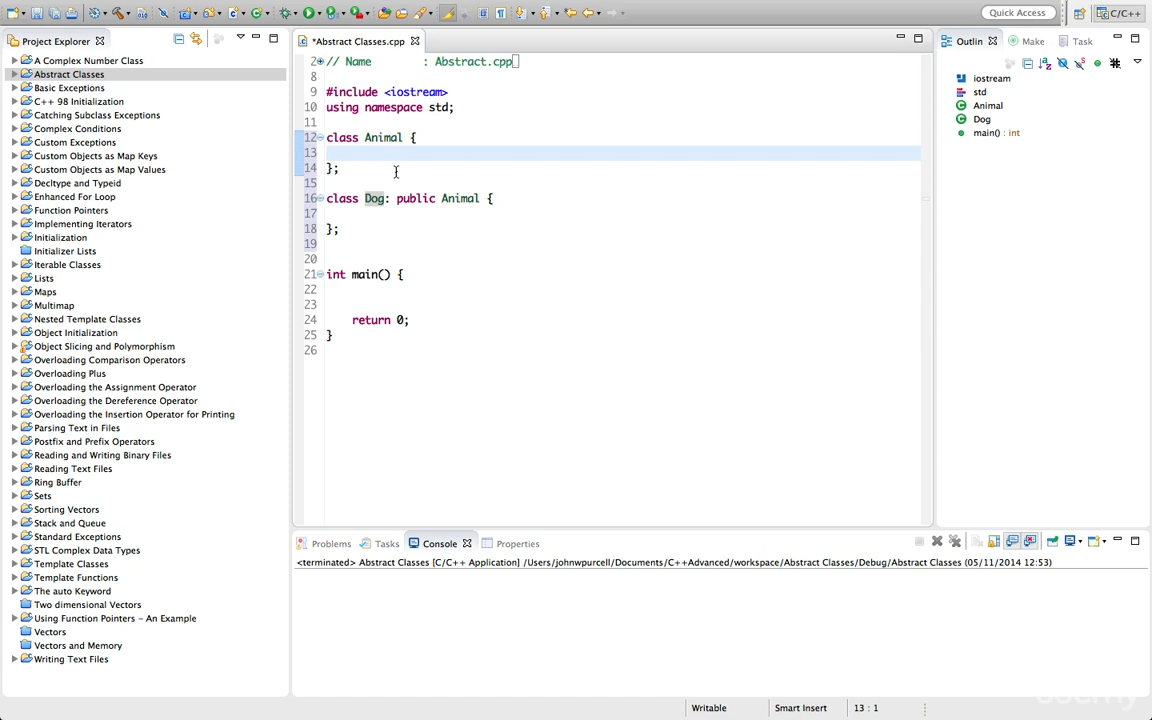 Quick Access
C/C++
Project Explorer
A Complex Number Class
Abstract Classes
Basic Exceptions
C++ 98 Initialization
Catching Subclass Exceptions
Complex Conditions
Custom Exceptions
Custom Objects as Map Keys
Custom Objects as Map Values
Decltype and Typeid
Enhanced For Loop
Function Pointers
Implementing Iterators
Initialization
Initializer Lists
Iterable Classes
Lists
Maps
Multimap
Nested Template Classes
Object Initialization
Object Slicing and Polymorphism
Overloading Comparison Operators
Overloading Plus
Overloading the Assignment Operator
Overloading the Dereference Operator
Overloading the Insertion Operator for Printing
Parsing Text in Files
Postfix and Prefix Operators
Reading and Writing Binary Files
Reading Text Files
Ring Buffer
Sets
Sorting Vectors
Stack and Queue
Standard Exceptions
STL Complex Data Types
Template Classes
Template Functions
The auto Keyword
Two dimensional Vectors
Using Function Pointers - An Example
Vectors
Vectors and Memory
Writing Text Files
*Abstract Classes.cpp
2 // Name : Abstract.cpp
8
9 #include <iostream>
10 using namespace std;
11
12 class Animal {
13
14 };
15
16 class Dog: public Animal {
17
18 };
19
20
21 int main() {
22
23
24 return 0;
25 }
26
Outlin Make Task
iostream
std
Animal
Dog
main() : int
Problems Tasks Console Properties
<terminated> Abstract Classes [C/C++ Application] /Users/johnwpurcell/Documents/C++Advanced/workspace/Abstract Classes/Debug/Abstract Classes (05/11/2014 12:53)
Writable Smart Insert 13 : 1
udemy